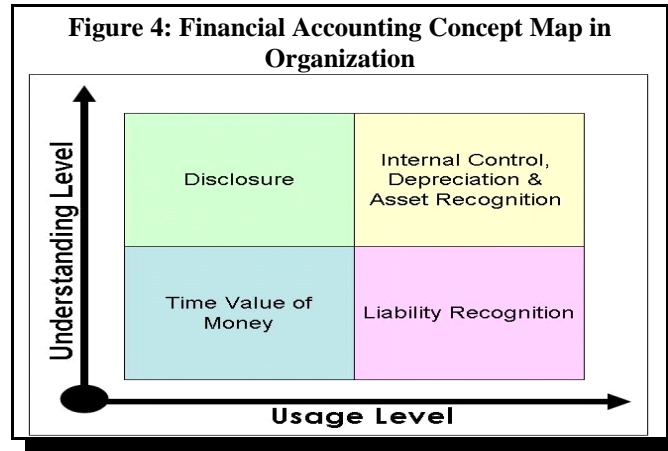 Figure 4: Financial Accounting Concept Map in
Organization
Understanding Level
Disclosure
Internal Control,
Depreciation &
Asset Recognition
Time Value of
Money
Liability Recognition
Usage Level